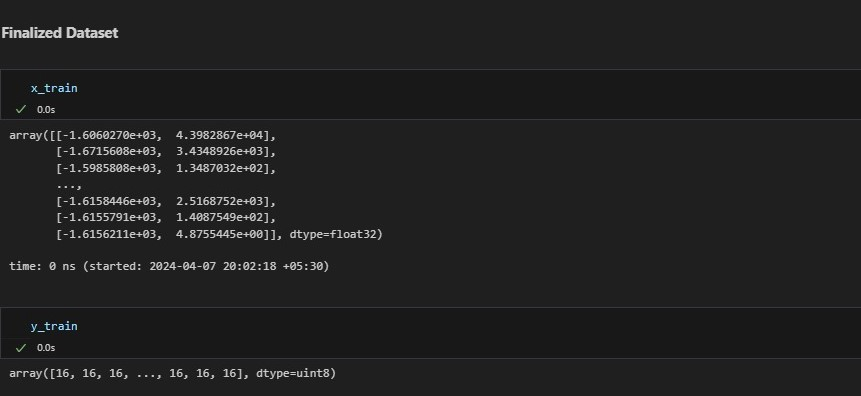 Finalized Dataset
x_train
✓ 0.0s
array([[-1.6060270e+03, 4.3982867e+04],
[-1.6715608e+03, 3.4348926e+03],
[-1.5985808e+03, 1.3487032e+02],
...,
[-1.6158446e+03, 2.5168752e+03],
[-1.6155791e+03, 1.4087549e+02],
[-1.6156211e+03, 4.8755445e+00]], dtype=float32)
time: 0 ns (started: 2024-04-07 20:02:18 +05:30)
y_train
✓ 0.0s
array([16, 16, 16, ..., 16, 16, 16], dtype=uint8)